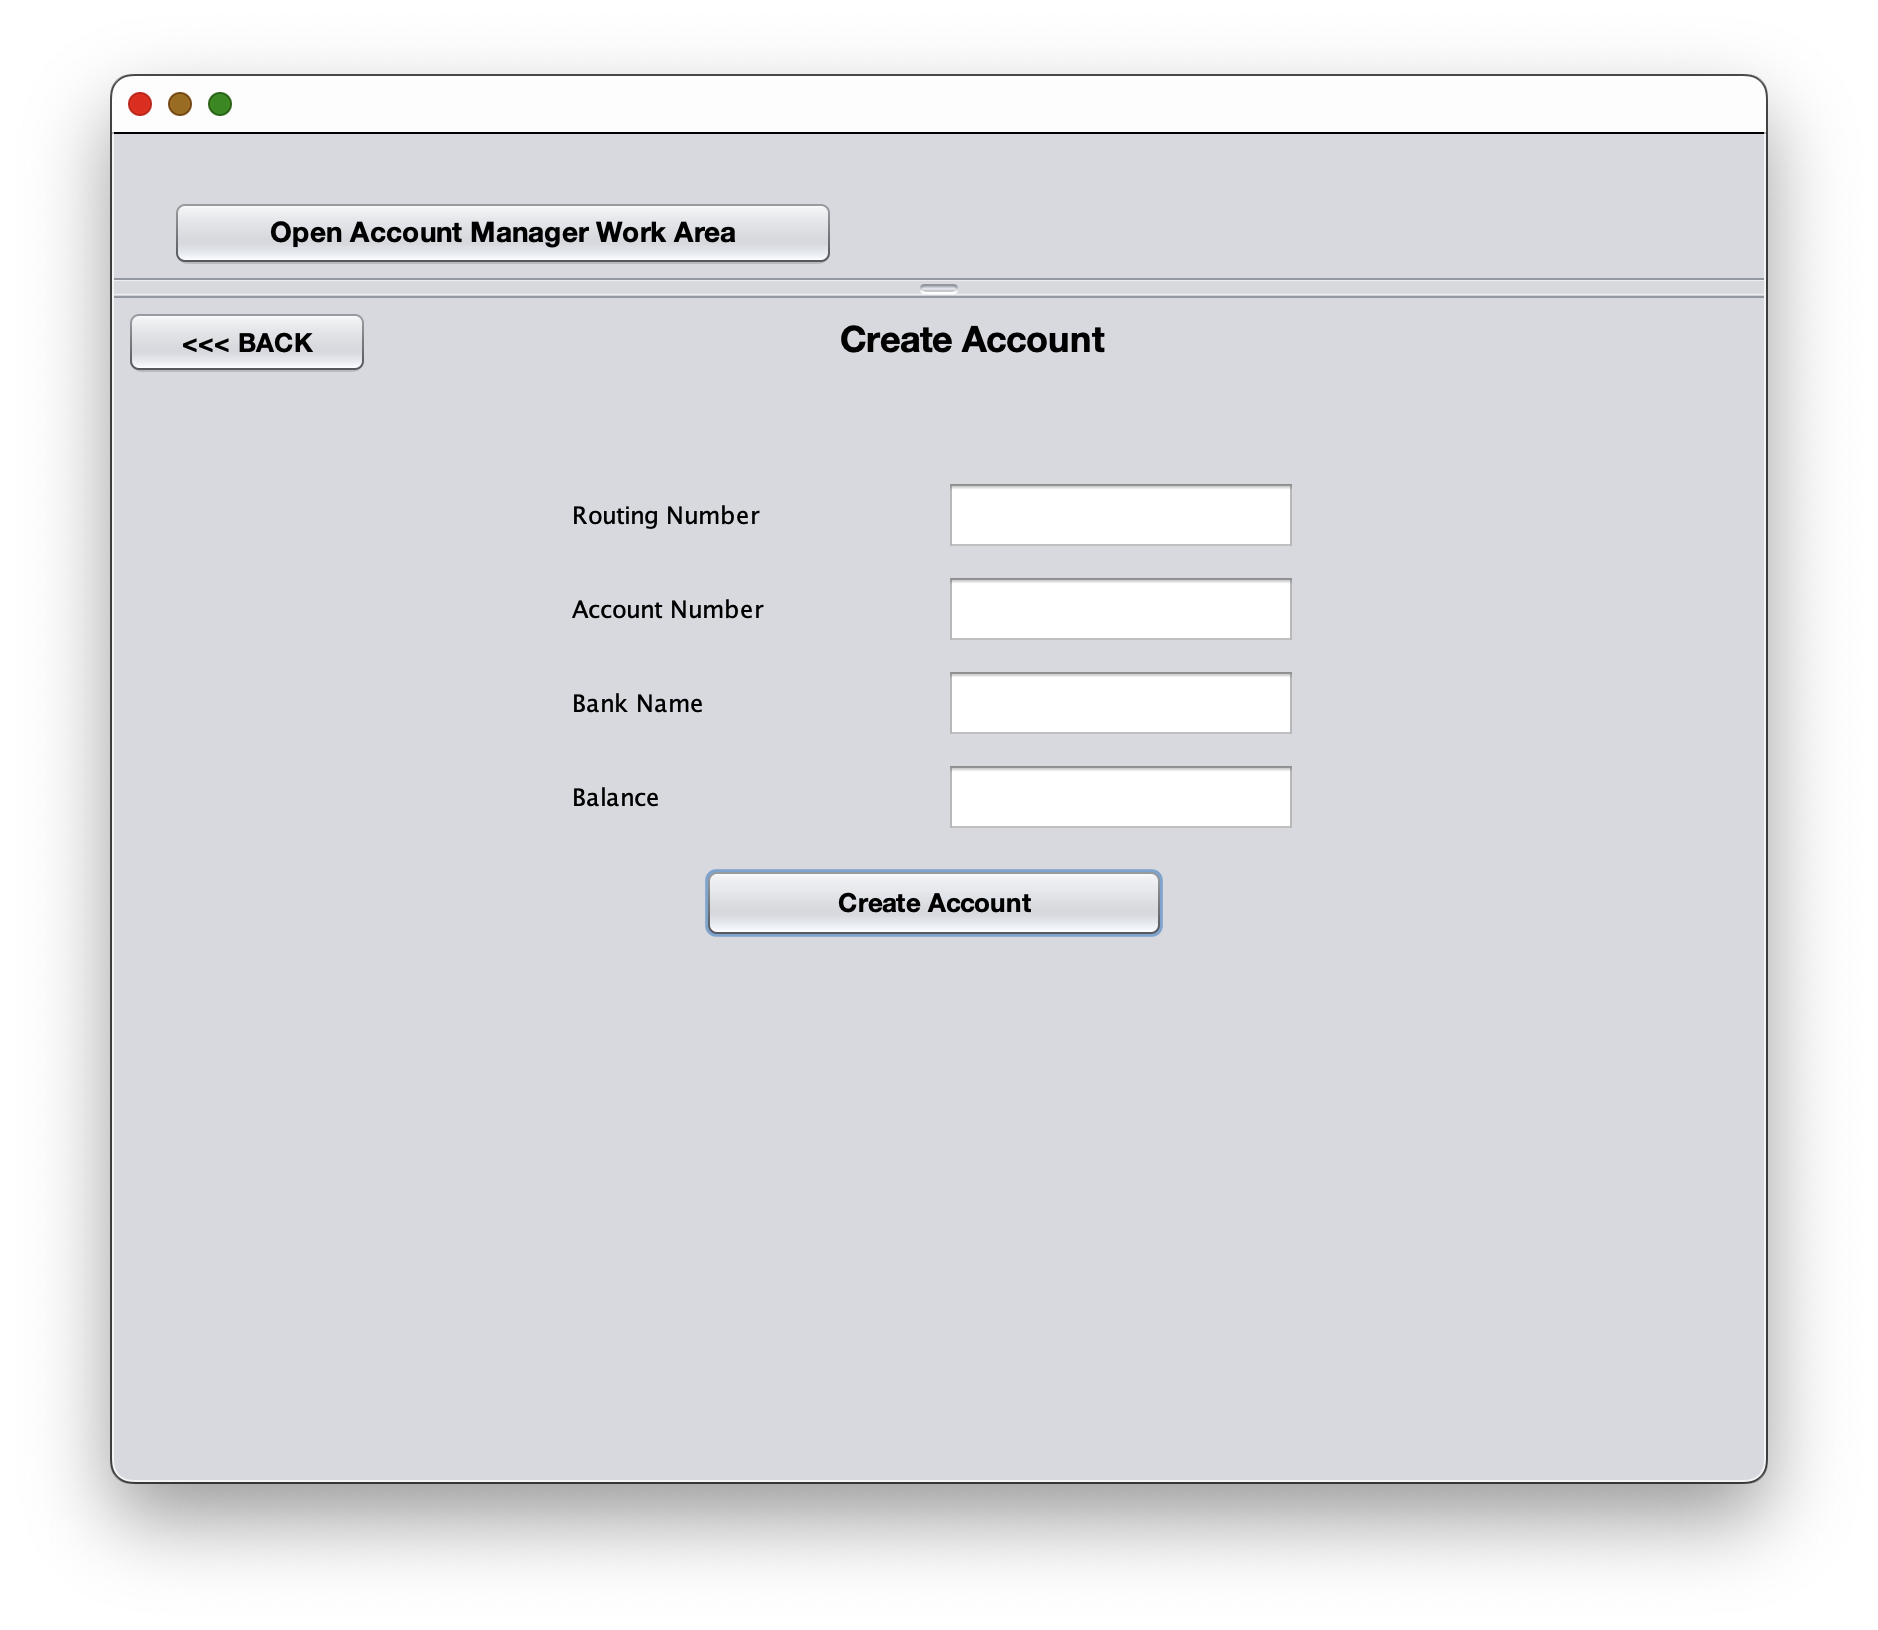 Open Account Manager Work Area
<<< BACK
Create Account
Routing Number
Account Number
Bank Name
Balance
Create Account